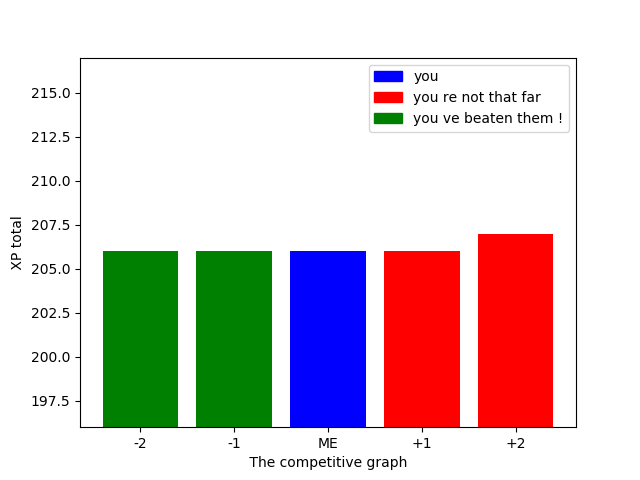 you
you re not that far
you ve beaten them !
215.0
212.5
210.0
207.5
205.0
202.5
200.0
197.5
XP total
-2 -1 ME +1 +2
The competitive graph